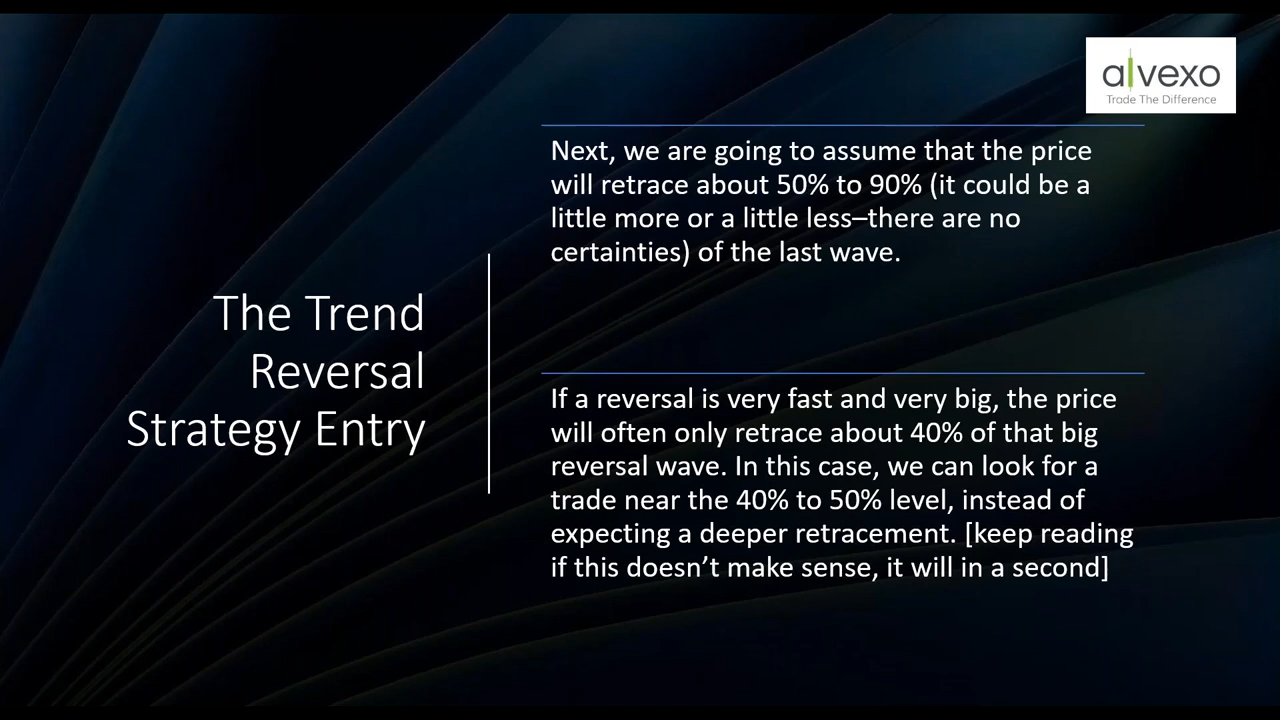 alvexo
Trade The Difference
The Trend
Reversal
Strategy Entry
Next, we are going to assume that the price
will retrace about 50% to 90% (it could be a
little more or a little less–there are no
certainties) of the last wave.
If a reversal is very fast and very big, the price
will often only retrace about 40% of that big
reversal wave. In this case, we can look for a
trade near the 40% to 50% level, instead of
expecting a deeper retracement. [keep reading
if this doesn’t make sense, it will in a second]